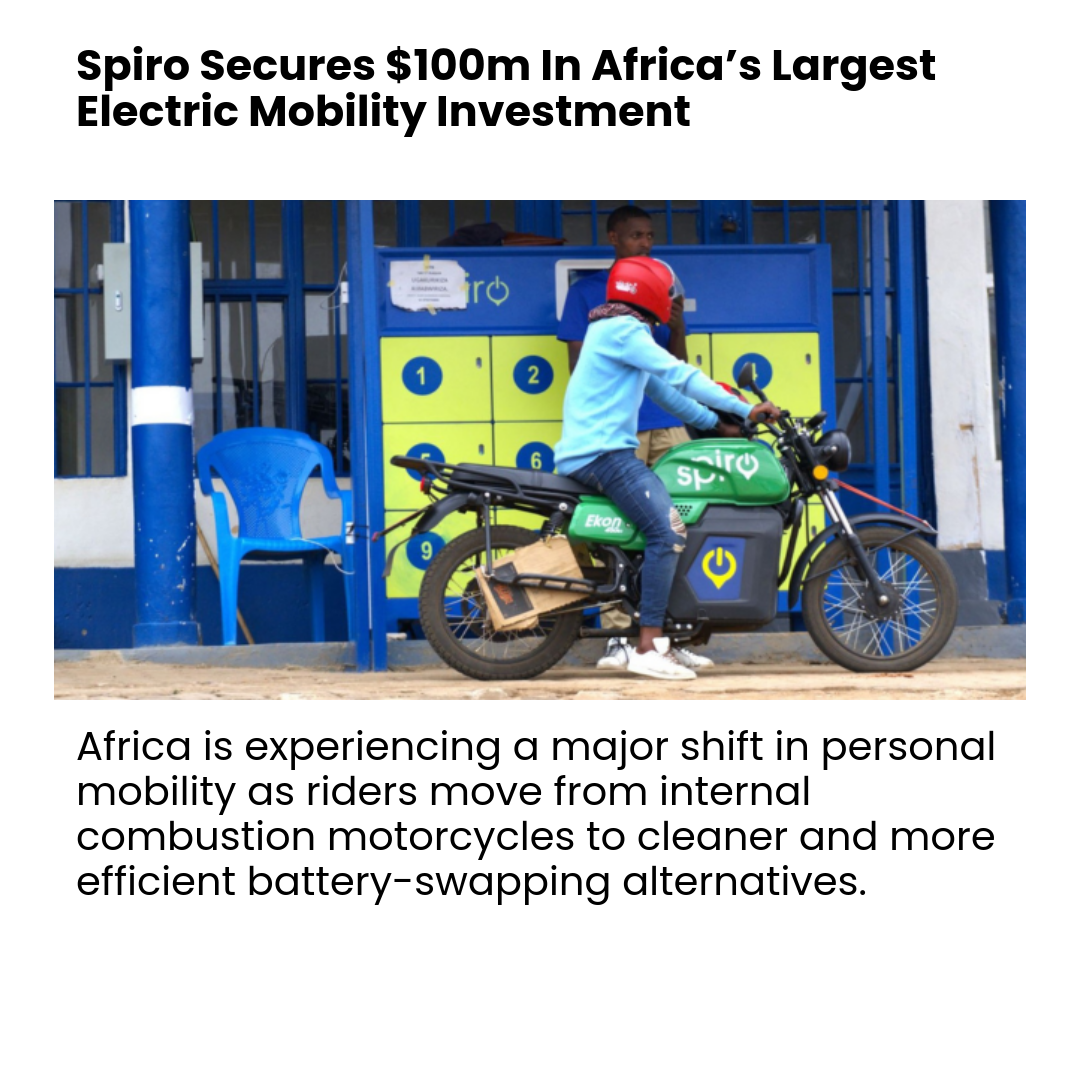 Spiro Secures $100m In Africa’s Largest
Electric Mobility Investment
iro
1
2
6
9
spiro
Ekon
Africa is experiencing a major shift in personal
mobility as riders move from internal
combustion motorcycles to cleaner and more
efficient battery-swapping alternatives.